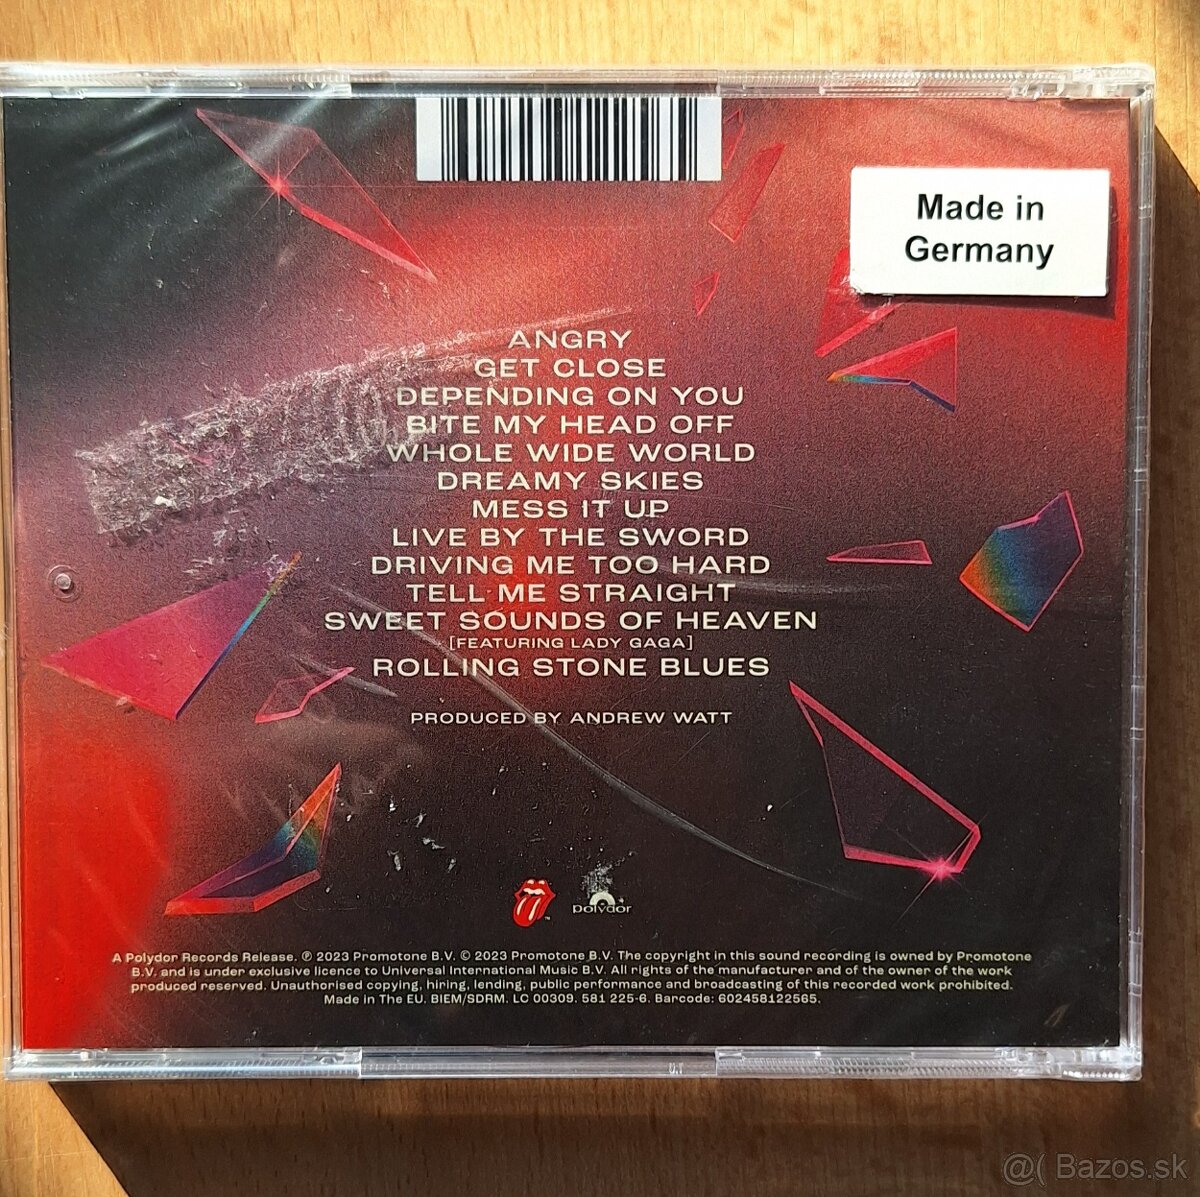 Made in
Germany
ANGRY
GET CLOSE
DEPENDING ON YOU
BITE MY HEAD OFF
WHOLE WIDE WORLD
DREAMY SKIES
MESS IT UP
LIVE BY THE SWORD
DRIVING ME TOO HARD
TELL ME STRAIGHT
SWEET SOUNDS OF HEAVEN
[FEATURING LADY GAGA]
ROLLING STONE BLUES
PRODUCED BY ANDREW WATT
polydor
A Polydor Records Release. ℗ 2023 Promotone B.V. © 2023 Promotone B.V. The copyright in this sound recording is owned by Promotone
B.V. and is under exclusive licence to Universal International Music B.V. All rights of the manufacturer and of the owner of the work
produced reserved. Unauthorised copying, hiring, lending, public performance and broadcasting of this recorded work prohibited.
Made in The EU. BIEM/SDRM. LC 00309. 581 225-6. Barcode: 602458122565.
@( Bazos.sk